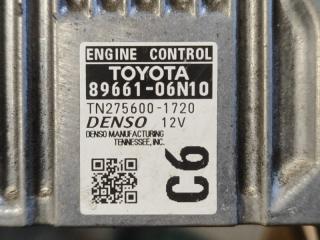 ENGINE CONTROL
TOYOTA
89661-06N10
TN275600-1720
DENSO 12V
DENSO MANUFACTURING
TENNESSEE, INC.
C6